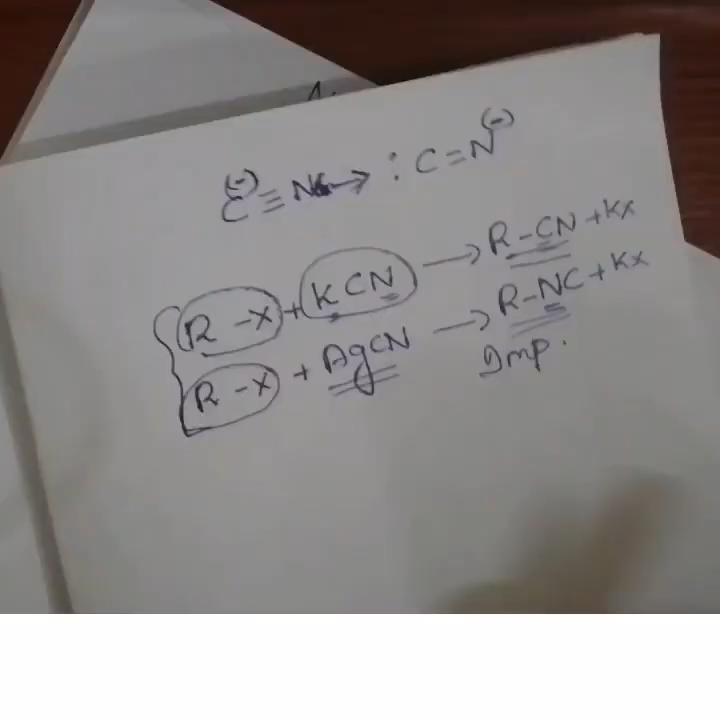 (-)C≡N → :C=N(-)
R-X + KCN → R-CN + KX
R-X + AgCN → R-NC + KX
Imp.